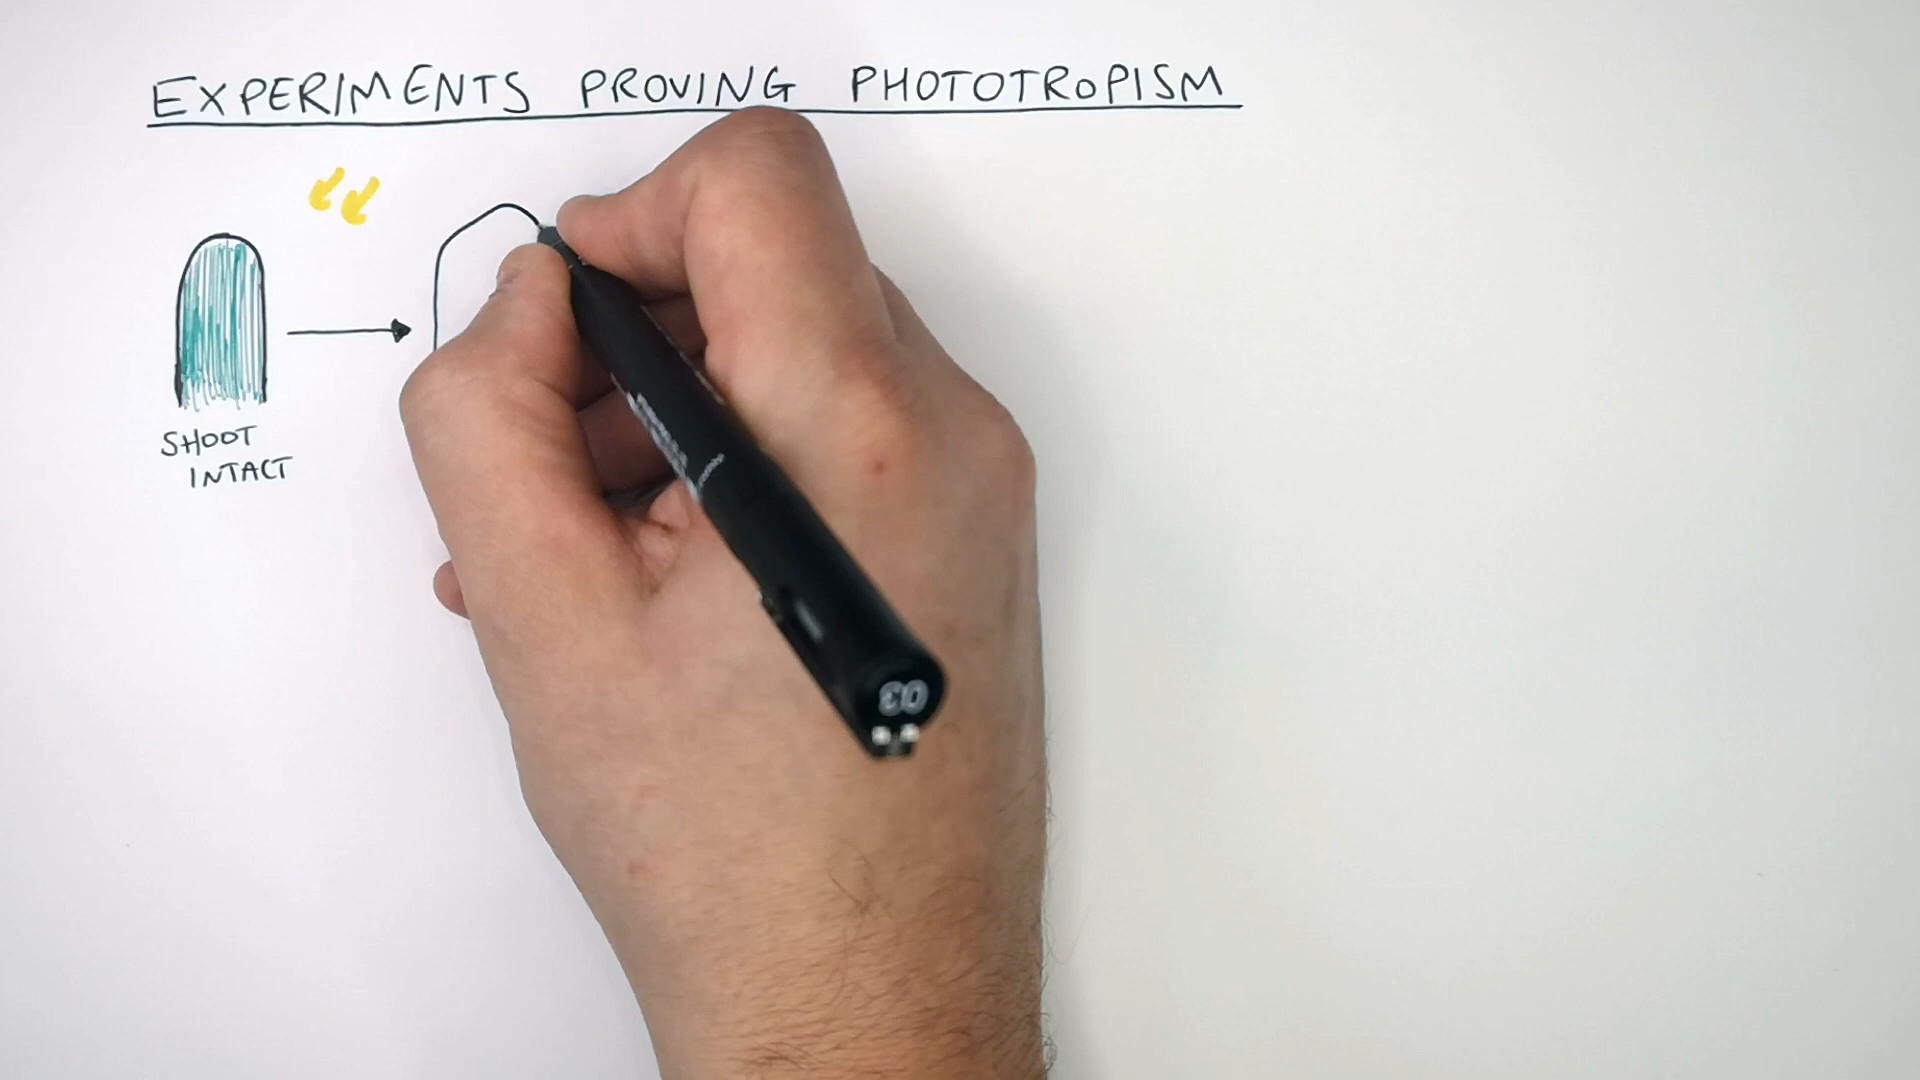 EXPERIMENTS PROVING PHOTOTROPISM
SHOOT
INTACT
03